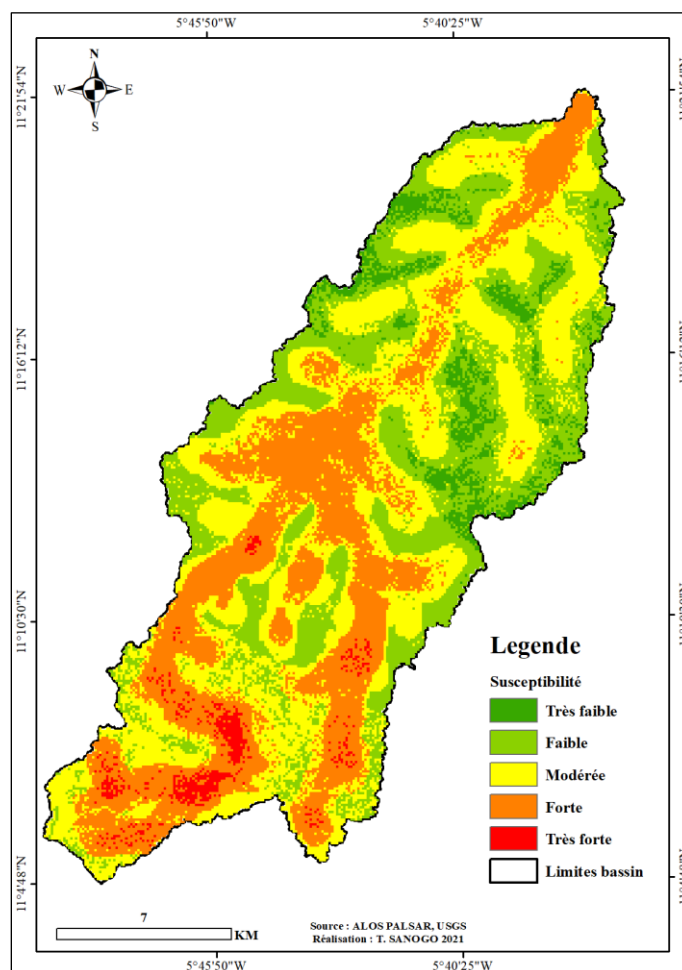 5°45'50"W
5°40'25"W
N
W
E
S
11°21'54"N
11°16'12"N
11°10'30"N
11°4'48"N
Legende
Susceptibilité
Très faible
Faible
Modérée
Forte
Très forte
Limites bassin
7
KM
Source : ALOS PALSAR, USGS
Réalisation : T. SANOGO 2021
5°45'50"W
5°40'25"W